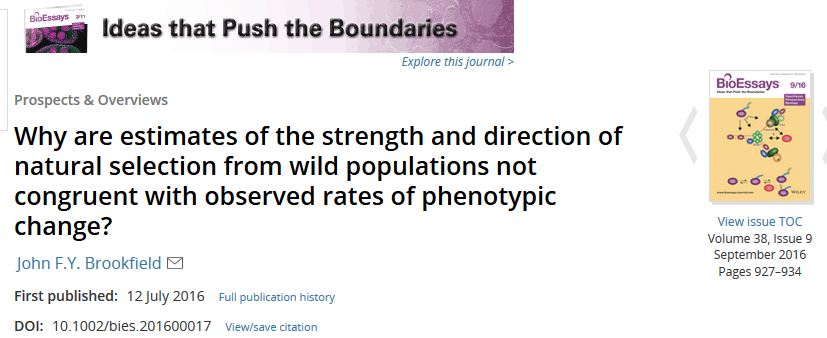 BioEssays 9/11
Ideas that Push the Boundaries
Explore this journal >
Prospects & Overviews
Why are estimates of the strength and direction of
natural selection from wild populations not
congruent with observed rates of phenotypic
change?
John F.Y. Brookfield
First published: 12 July 2016 Full publication history
DOI: 10.1002/bies.201600017 View/save citation
BioEssays 9/16
Ideas that Push the Boundaries
WILEY
View issue TOC
Volume 38, Issue 9
September 2016
Pages 927–934